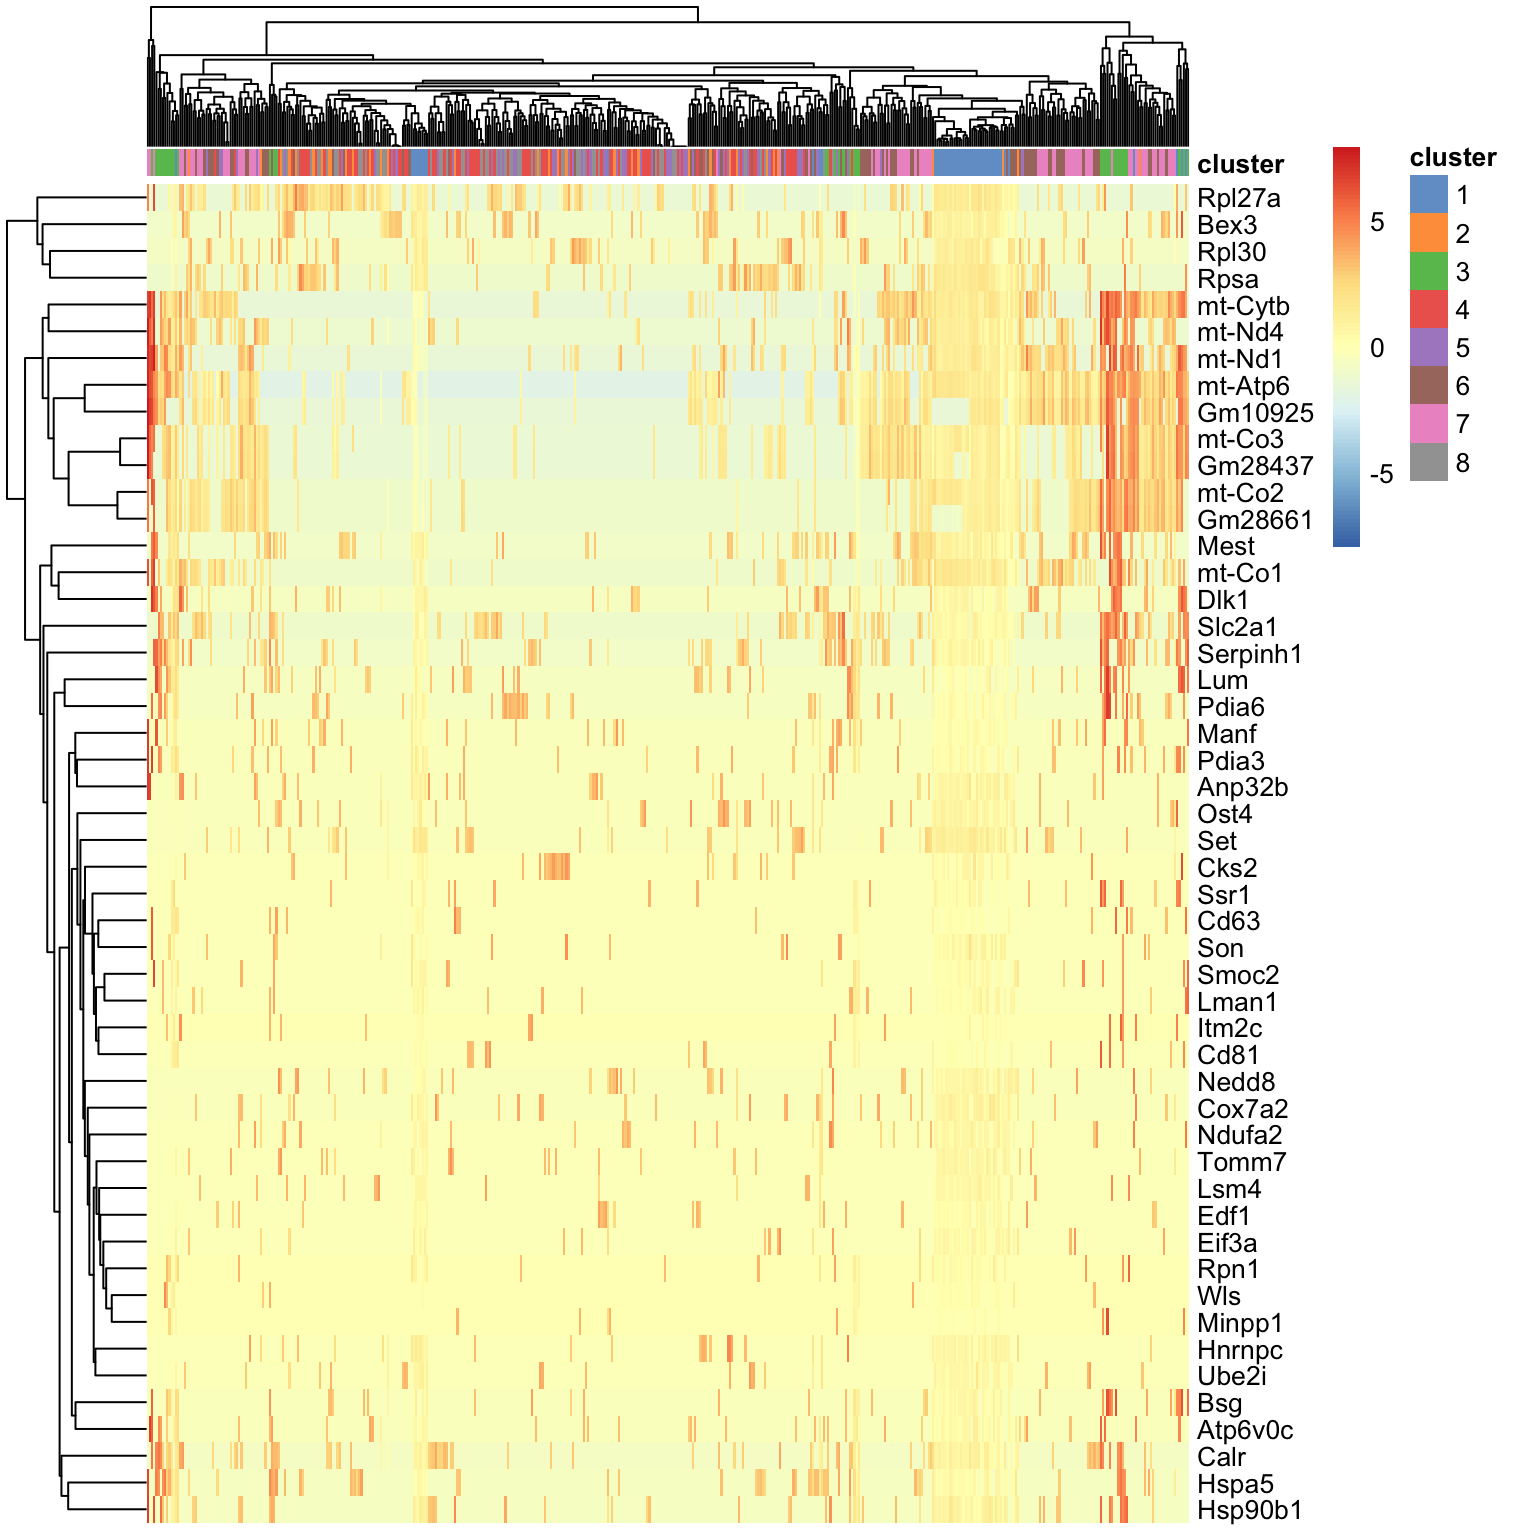 cluster
Rpl27a
Bex3
Rpl30
Rpsa
mt-Cytb
mt-Nd4
mt-Nd1
mt-Atp6
Gm10925
mt-Co3
Gm28437
mt-Co2
Gm28661
Mest
mt-Co1
Dlk1
Slc2a1
Serpinh1
Lum
Pdia6
Manf
Pdia3
Anp32b
Ost4
Set
Cks2
Ssr1
Cd63
Son
Smoc2
Lman1
Itm2c
Cd81
Nedd8
Cox7a2
Ndufa2
Tomm7
Lsm4
Edf1
Eif3a
Rpn1
Wls
Minpp1
Hnrnpc
Ube2i
Bsg
Atp6v0c
Calr
Hspa5
Hsp90b1
5
0
-5
cluster
1
2
3
4
5
6
7
8